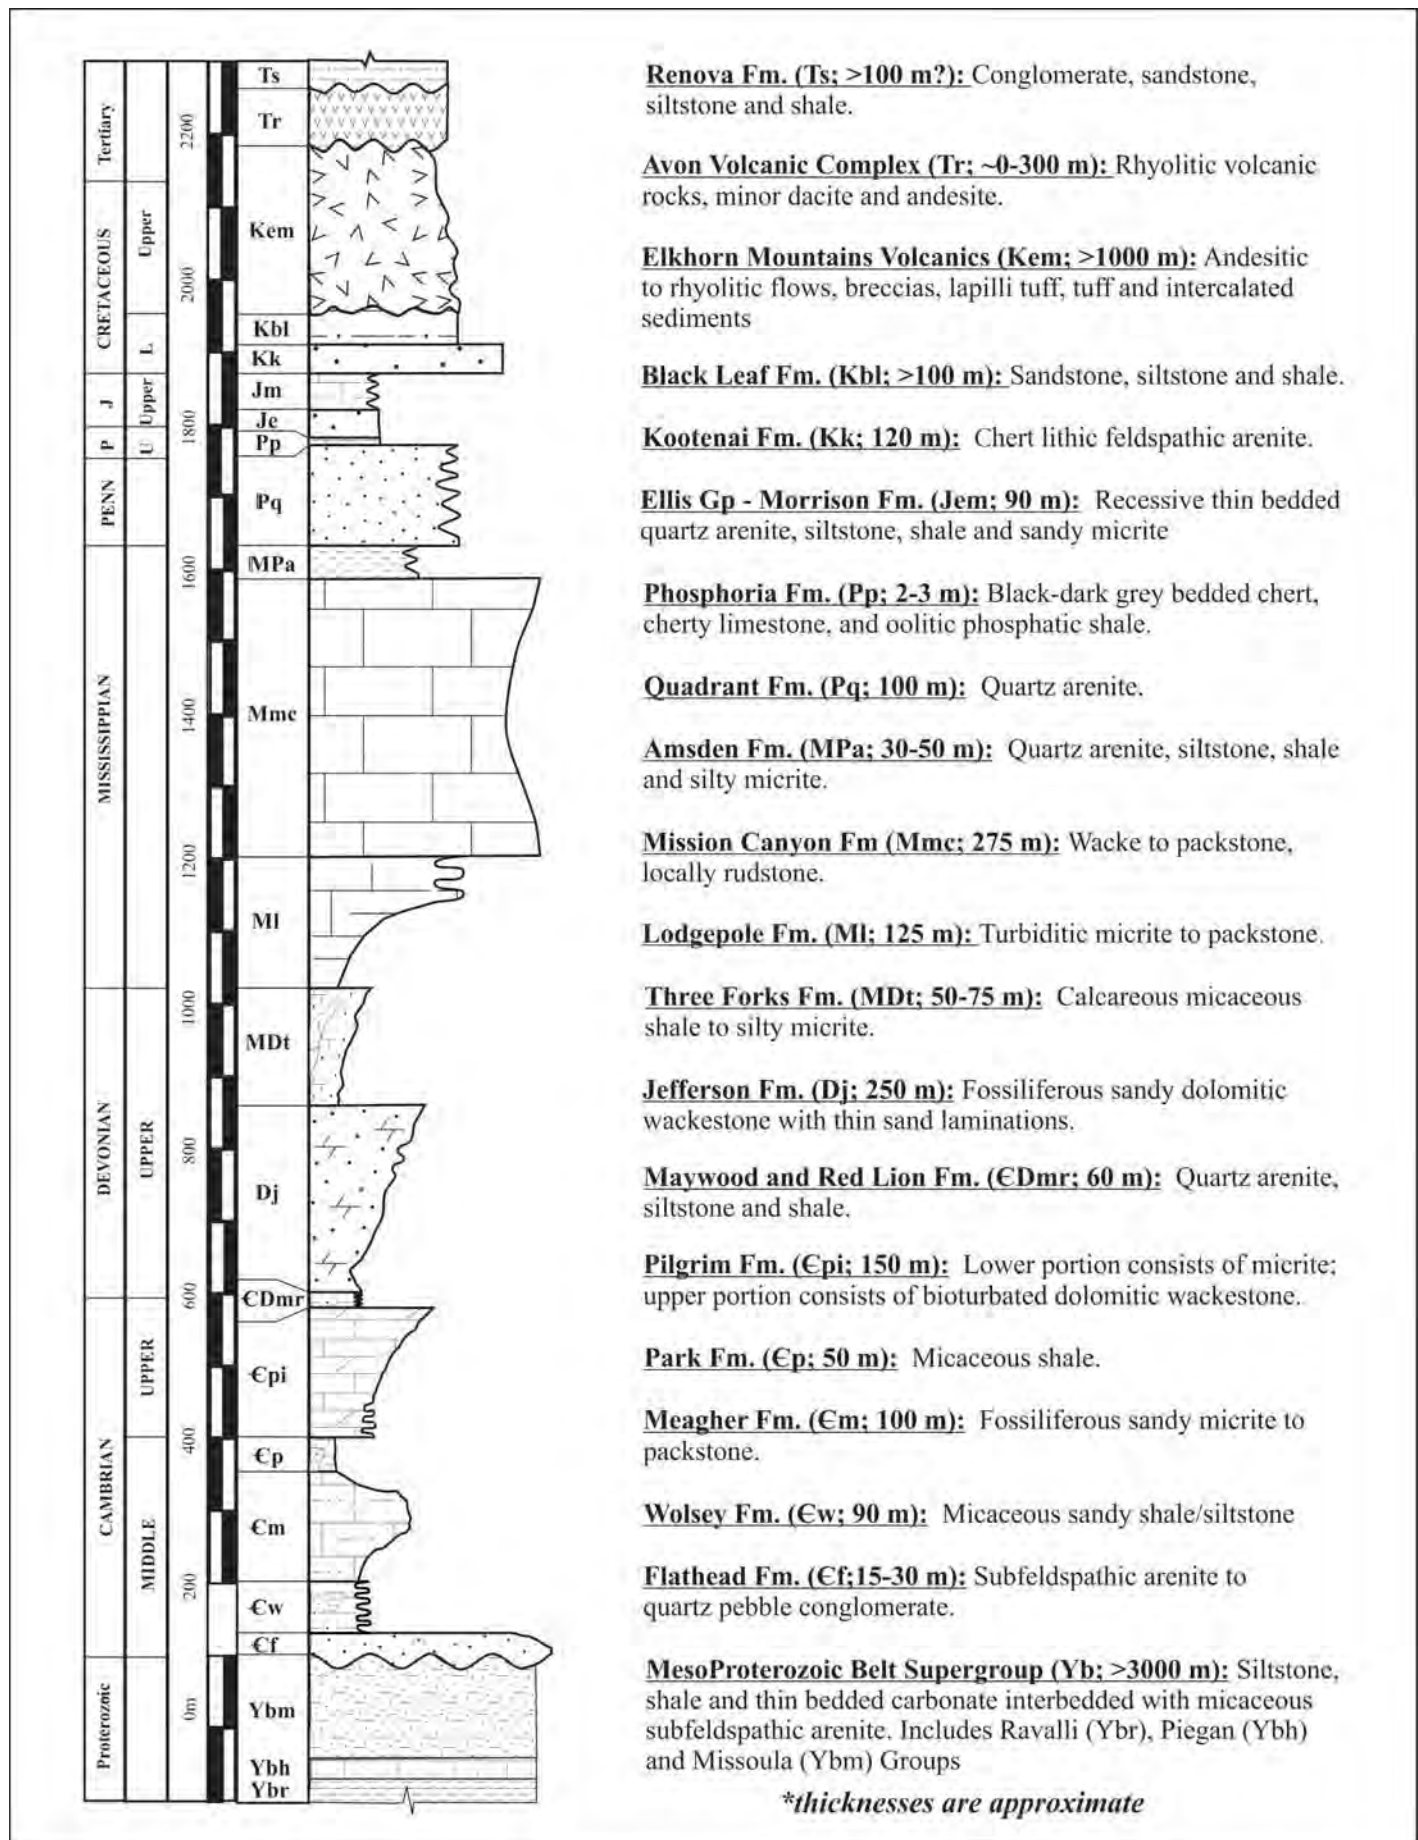 Tertiary
CRETACEOUS
J
P
PENN
MISSISSIPPIAN
DEVONIAN
CAMBRIAN
Proterozoic
Upper
L
Upper
U
UPPER
UPPER
MIDDLE
2200
2000
1800
1600
1400
1200
1000
800
600
400
200
0m
Ts
Tr
Kem
Kbl
Kk
Jm
Je
Pp
Pq
MPa
Mmc
Ml
MDt
Dj
ЄDmr
Єpi
Єp
Єm
Єw
Єf
Ybm
Ybh
Ybr
Renova Fm. (Ts; >100 m?): Conglomerate, sandstone,
siltstone and shale.
Avon Volcanic Complex (Tr; ~0-300 m): Rhyolitic volcanic
rocks, minor dacite and andesite.
Elkhorn Mountains Volcanics (Kem; >1000 m): Andesitic
to rhyolitic flows, breccias, lapilli tuff, tuff and intercalated
sediments
Black Leaf Fm. (Kbl; >100 m): Sandstone, siltstone and shale.
Kootenai Fm. (Kk; 120 m): Chert lithic feldspathic arenite.
Ellis Gp - Morrison Fm. (Jem; 90 m): Recessive thin bedded
quartz arenite, siltstone, shale and sandy micrite
Phosphoria Fm. (Pp; 2-3 m): Black-dark grey bedded chert,
cherty limestone, and oolitic phosphatic shale.
Quadrant Fm. (Pq; 100 m): Quartz arenite.
Amsden Fm. (MPa; 30-50 m): Quartz arenite, siltstone, shale
and silty micrite.
Mission Canyon Fm (Mmc; 275 m): Wacke to packstone,
locally rudstone.
Lodgepole Fm. (Ml; 125 m): Turbiditic micrite to packstone.
Three Forks Fm. (MDt; 50-75 m): Calcareous micaceous
shale to silty micrite.
Jefferson Fm. (Dj; 250 m): Fossiliferous sandy dolomitic
wackestone with thin sand laminations.
Maywood and Red Lion Fm. (ЄDmr; 60 m): Quartz arenite,
siltstone and shale.
Pilgrim Fm. (Єpi; 150 m): Lower portion consists of micrite;
upper portion consists of bioturbated dolomitic wackestone.
Park Fm. (Єp; 50 m): Micaceous shale.
Meagher Fm. (Єm; 100 m): Fossiliferous sandy micrite to
packstone.
Wolsey Fm. (Єw; 90 m): Micaceous sandy shale/siltstone
Flathead Fm. (Єf;15-30 m): Subfeldspathic arenite to
quartz pebble conglomerate.
MesoProterozoic Belt Supergroup (Yb; >3000 m): Siltstone,
shale and thin bedded carbonate interbedded with micaceous
subfeldspathic arenite. Includes Ravalli (Ybr), Piegan (Ybh)
and Missoula (Ybm) Groups
*thicknesses are approximate